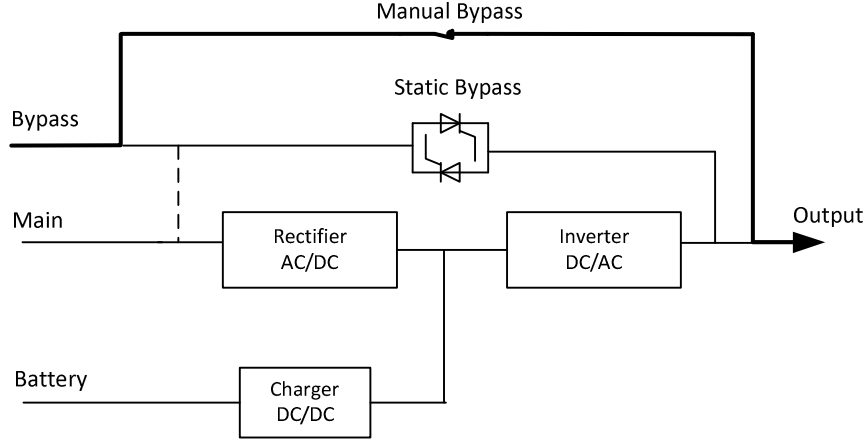 Manual Bypass
Static Bypass
Bypass
Main
Rectifier
AC/DC
Inverter
DC/AC
Output
Battery
Charger
DC/DC